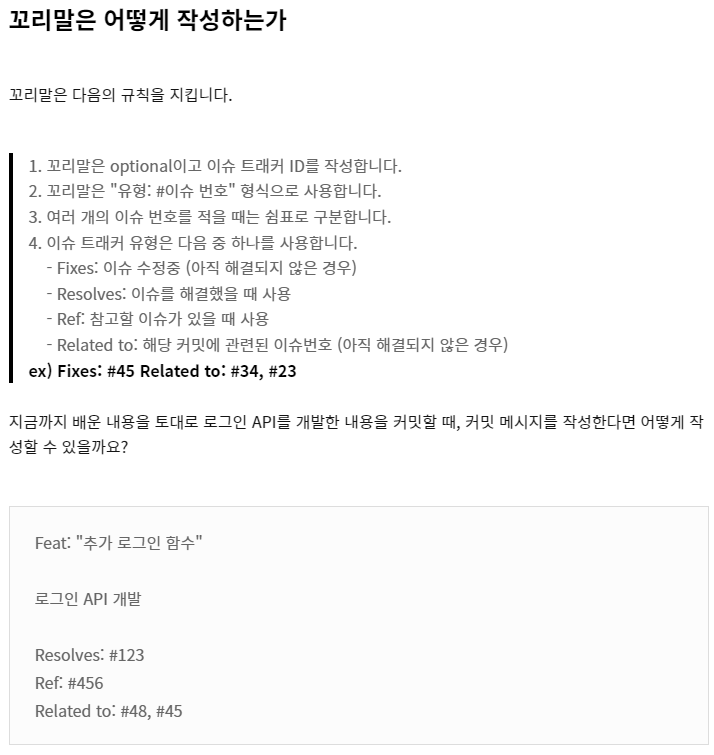 꼬리말은 어떻게 작성하는가
꼬리말은 다음의 규칙을 지킵니다.
1. 꼬리말은 optional이고 이슈 트래커 ID를 작성합니다.
2. 꼬리말은 "유형: #이슈 번호" 형식으로 사용합니다.
3. 여러 개의 이슈 번호를 적을 때는 쉼표로 구분합니다.
4. 이슈 트래커 유형은 다음 중 하나를 사용합니다.
- Fixes: 이슈 수정중 (아직 해결되지 않은 경우)
- Resolves: 이슈를 해결했을 때 사용
- Ref: 참고할 이슈가 있을 때 사용
- Related to: 해당 커밋에 관련된 이슈번호 (아직 해결되지 않은 경우)
ex) Fixes: #45 Related to: #34, #23
지금까지 배운 내용을 토대로 로그인 API를 개발한 내용을 커밋할 때, 커밋 메시지를 작성한다면 어떻게 작
성할 수 있을까요?
Feat: "추가 로그인 함수"
로그인 API 개발
Resolves: #123
Ref: #456
Related to: #48, #45